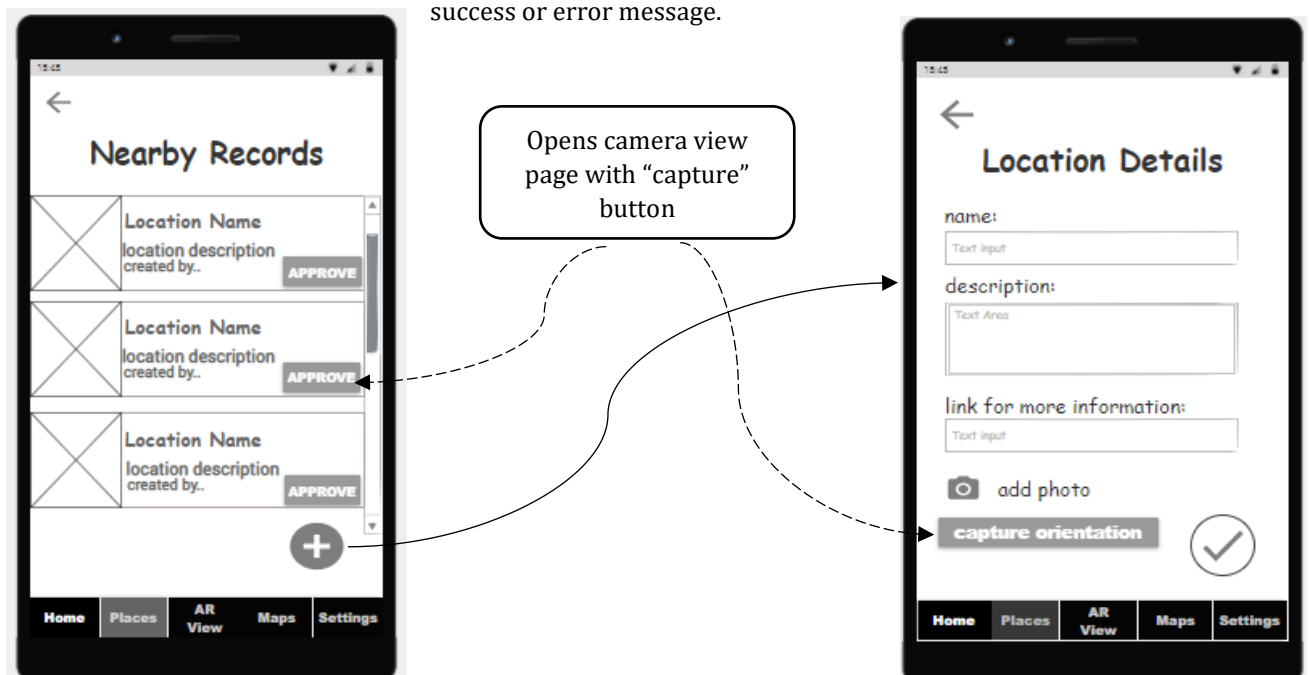 success or error message.
15:45
Nearby Records
Location Name
location description
created by..
APPROVE
Location Name
location description
created by..
APPROVE
Location Name
location description
created by..
APPROVE
Home Places AR View Maps Settings
Opens camera view
page with “capture”
button
15:45
Location Details
name:
Text input
description:
Text Area
link for more information:
Text input
add photo
capture orientation
Home Places AR View Maps Settings